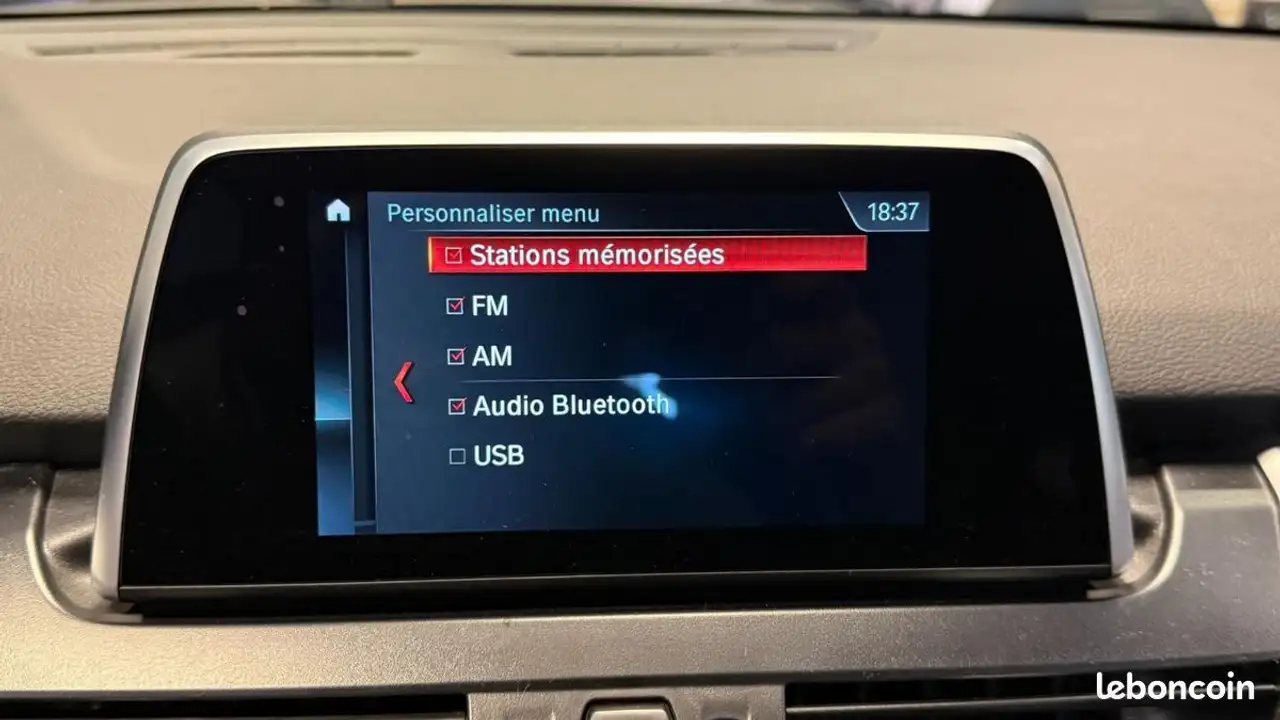 Personnaliser menu
18:37
Stations mémorisées
FM
AM
Audio Bluetooth
USB
leboncoin